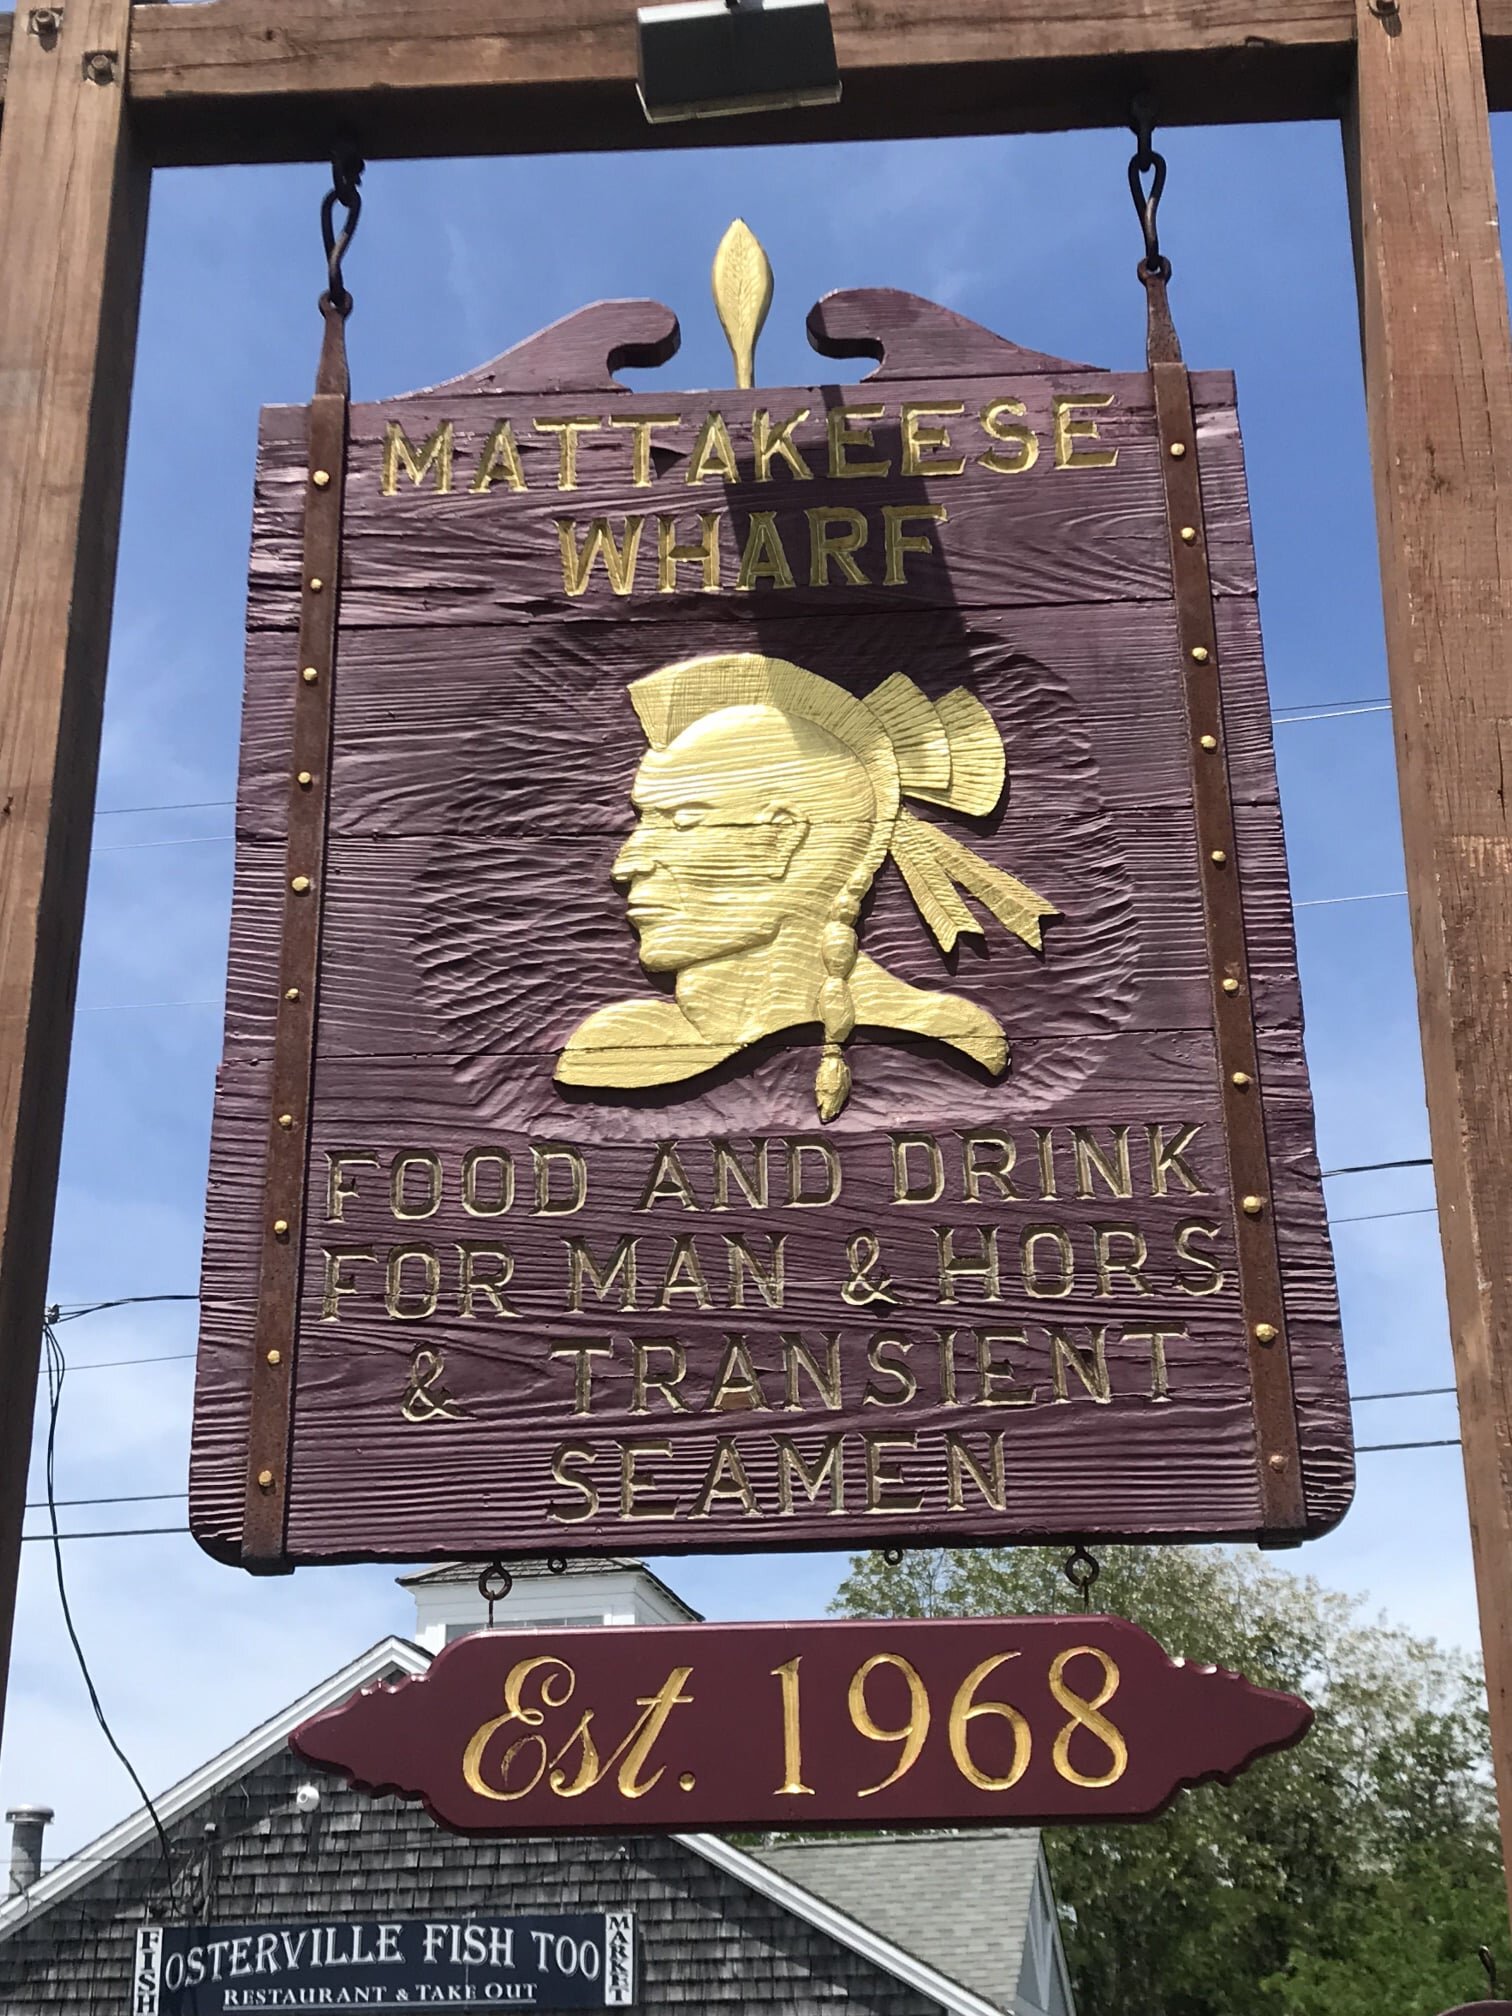 MATTAKEESE
WHARF
FOOD AND DRINK
FOR MAN & HORS
& TRANSIENT
SEAMEN
Est. 1968
FISH
OSTERVILLE FISH TOO
MARKET
RESTAURANT & TAKE OUT